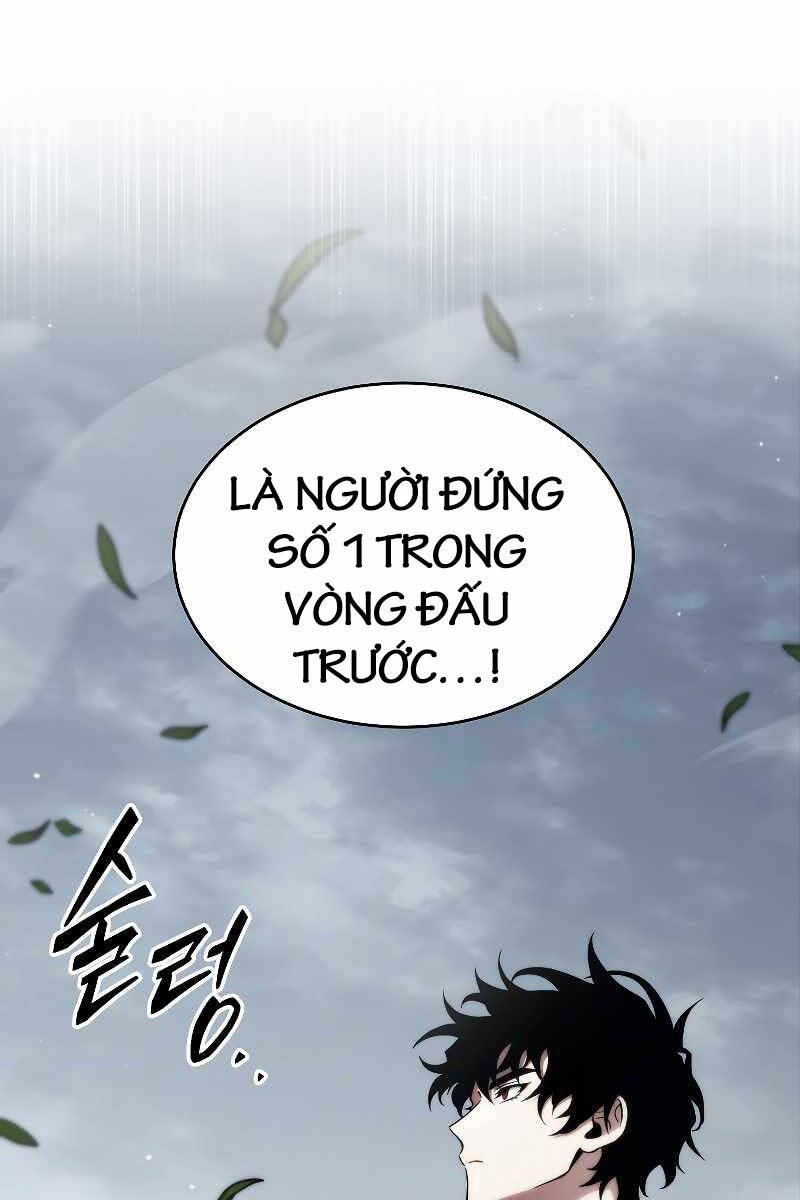 LÀ NGƯỜI ĐỨNG
SỐ 1 TRONG
VÒNG ĐẤU
TRƯỚC...!
술렁..